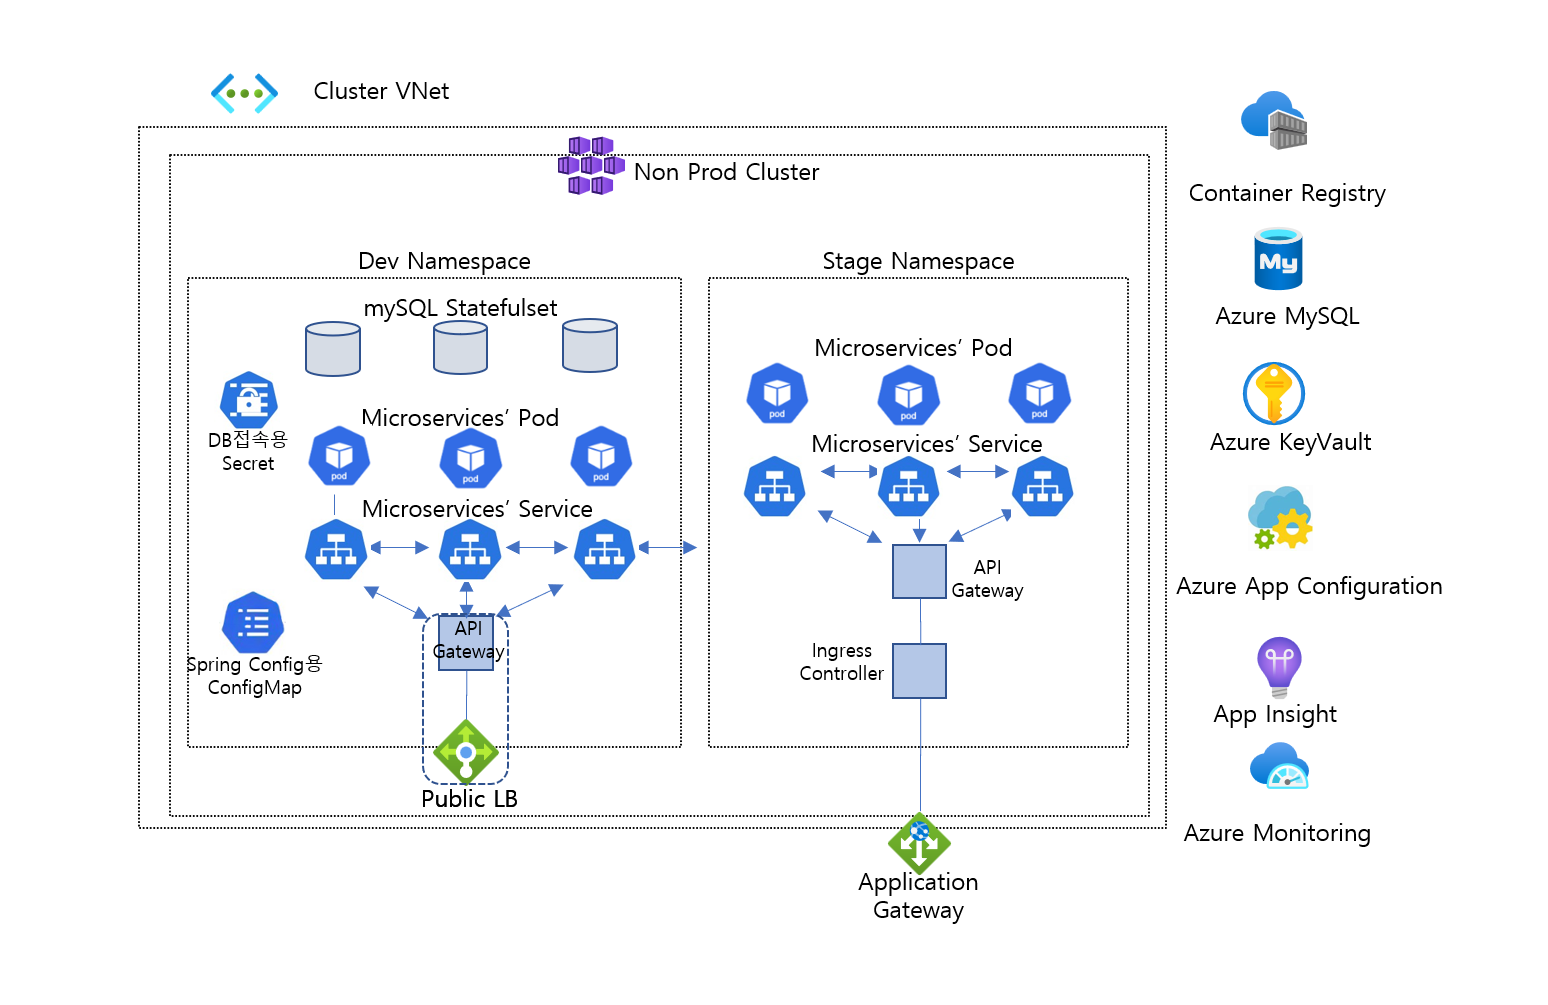 Cluster VNet
Non Prod Cluster
Dev Namespace
mySQL Statefulset
DB접속용
Secret
Microservices’ Pod
pod
pod
pod
Microservices’ Service
Spring Config용
ConfigMap
API
Gateway
Public LB
Stage Namespace
Microservices’ Pod
pod
pod
pod
Microservices’ Service
API
Gateway
Ingress
Controller
Application
Gateway
Container Registry
My
Azure MySQL
Azure KeyVault
Azure App Configuration
App Insight
Azure Monitoring